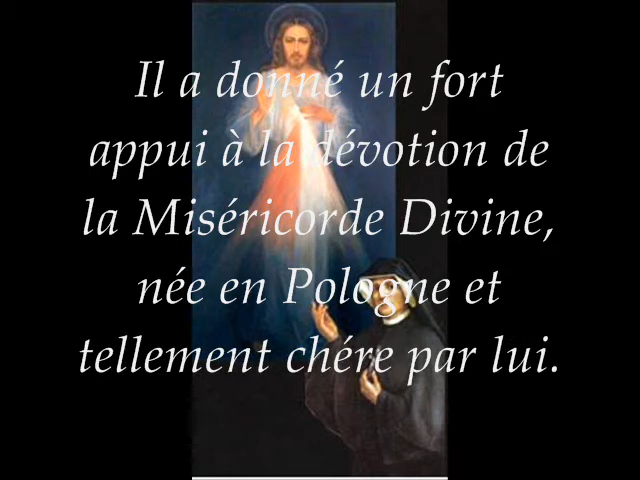 Il a donné un fort
appui à la dévotion de
la Miséricorde Divine,
née en Pologne et
tellement chére par lui.